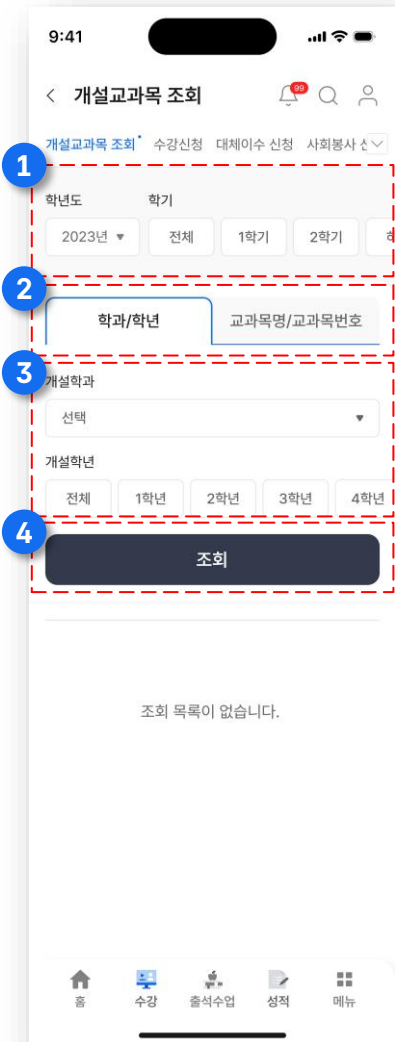 9:41
개설교과목 조회
99
개설교과목 조회 수강신청 대체이수 신청 사회봉사
1
학년도 학기
2023년 전체 1학기 2학기
2
학과/학년 교과목명/교과목번호
3
개설학과
선택
개설학년
전체 1학년 2학년 3학년 4학년
4
조회
조회 목록이 없습니다.
홈 수강 출석수업 성적 메뉴